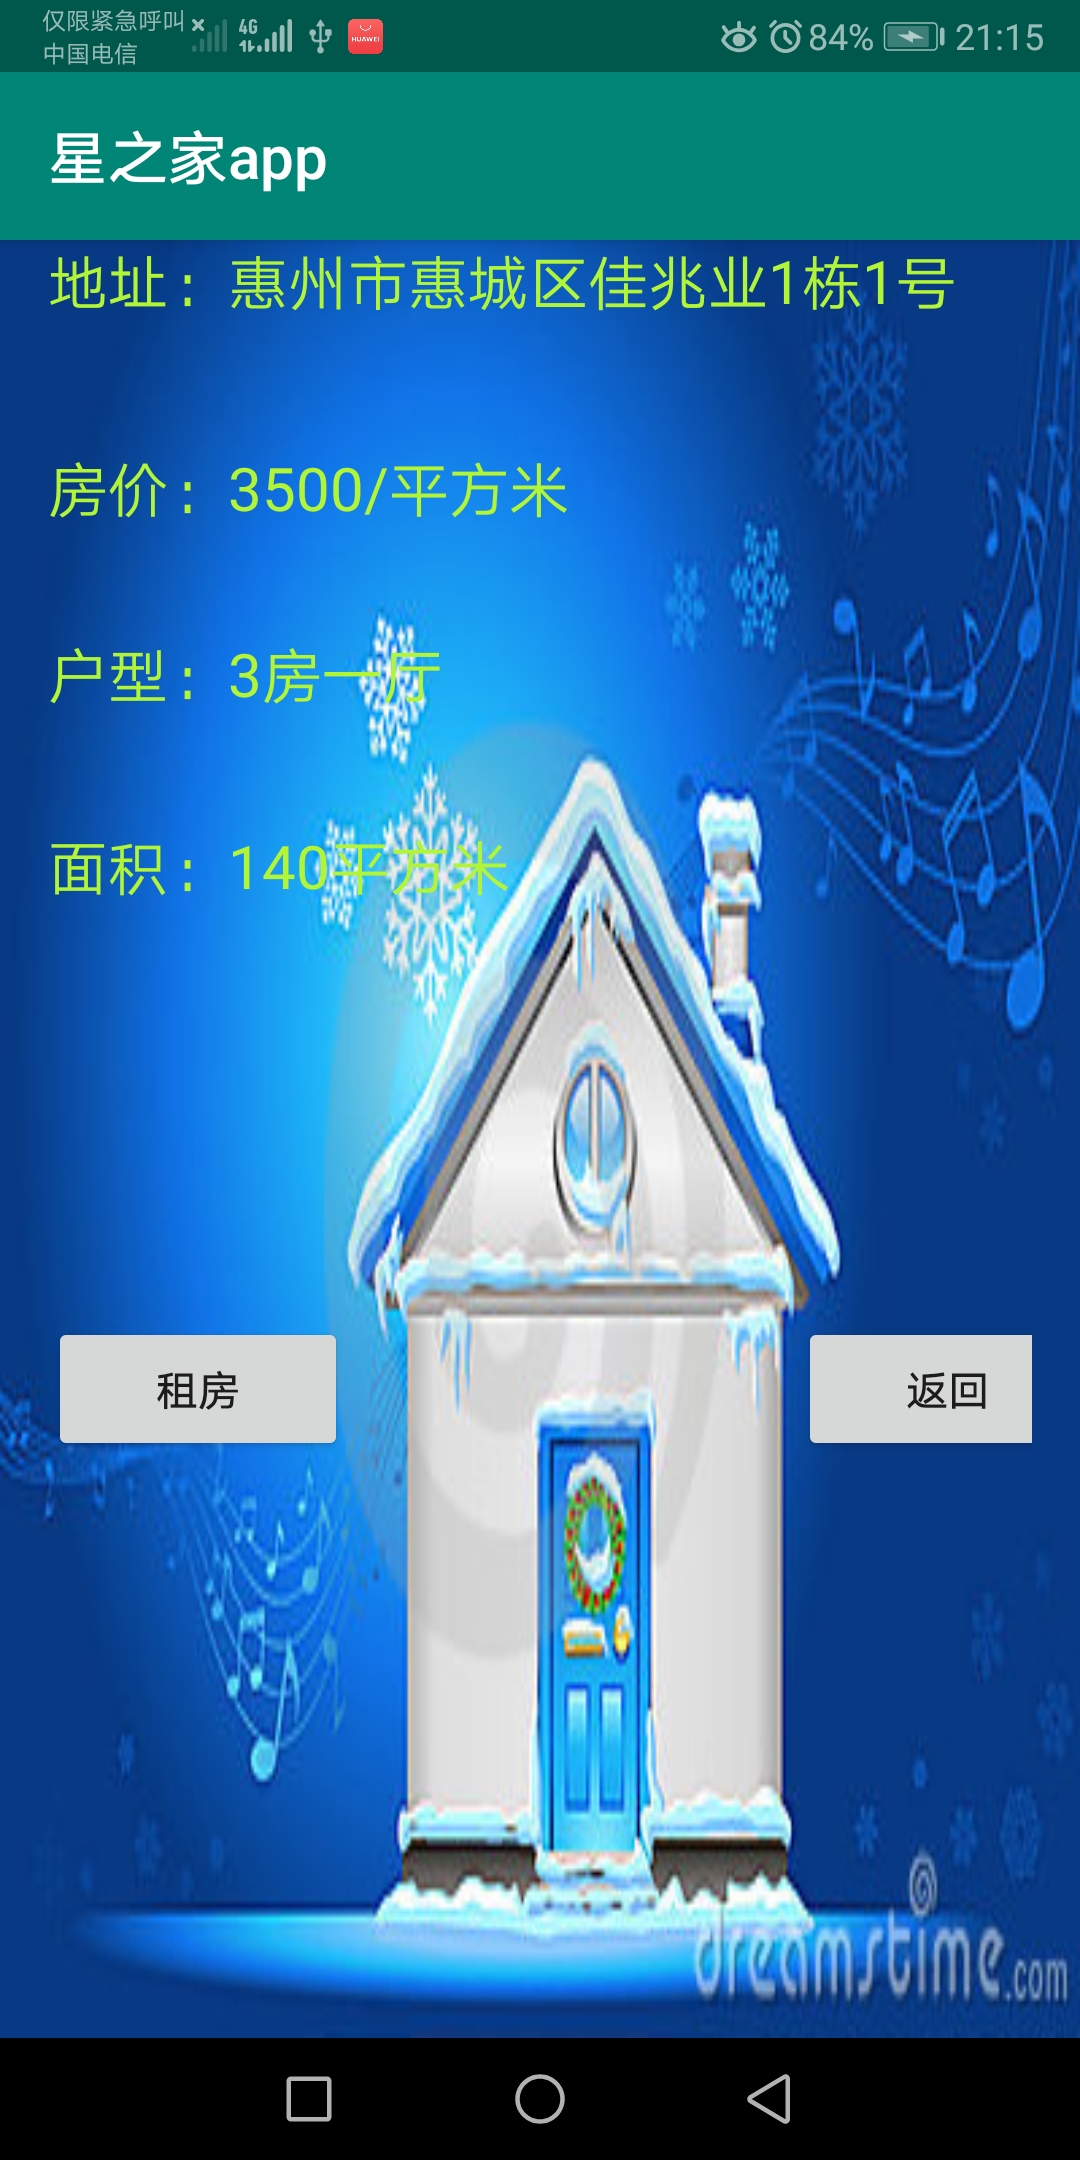 仅限紧急呼叫
中国电信
4G
HUAWEI
84%
21:15
星之家app
地址：惠州市惠城区佳兆业1栋1号
房价：3500/平方米
户型：3房一厅
面积：140平方米
租房
返回
dreamstime.com